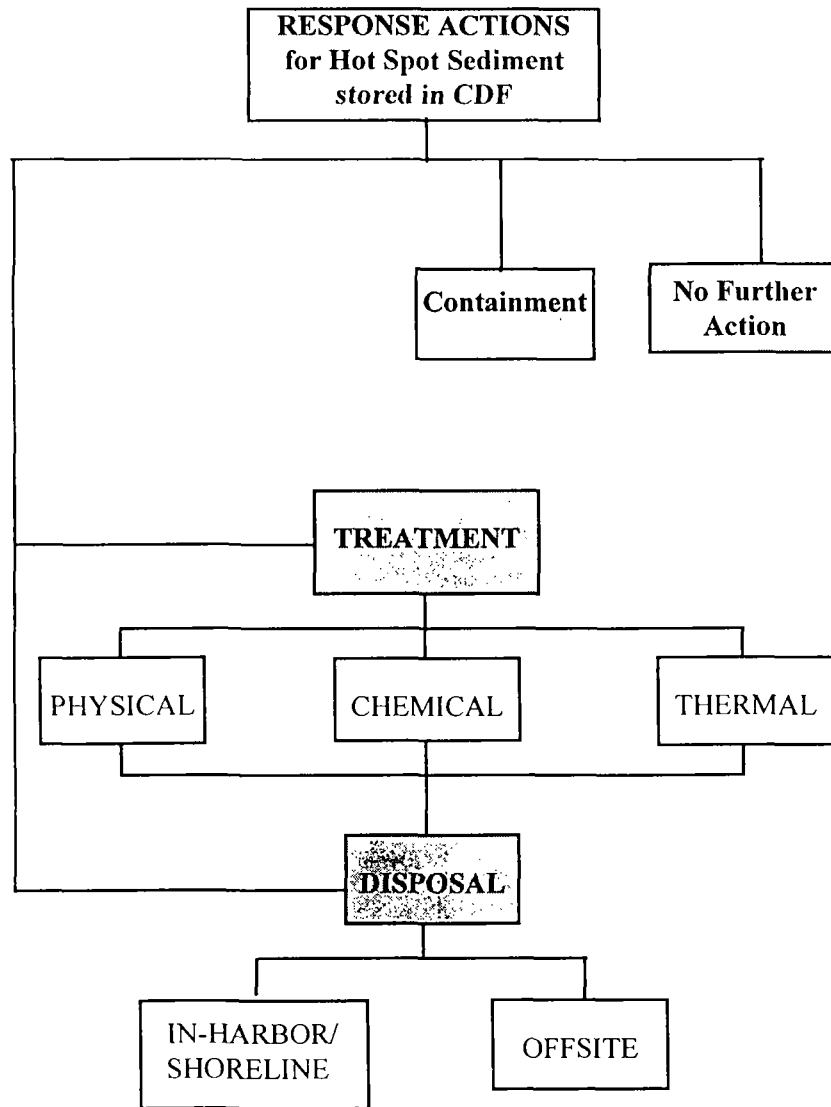 RESPONSE ACTIONS
for Hot Spot Sediment
stored in CDF
Containment
No Further
Action
TREATMENT
PHYSICAL
CHEMICAL
THERMAL
DISPOSAL
IN-HARBOR/
SHORELINE
OFFSITE